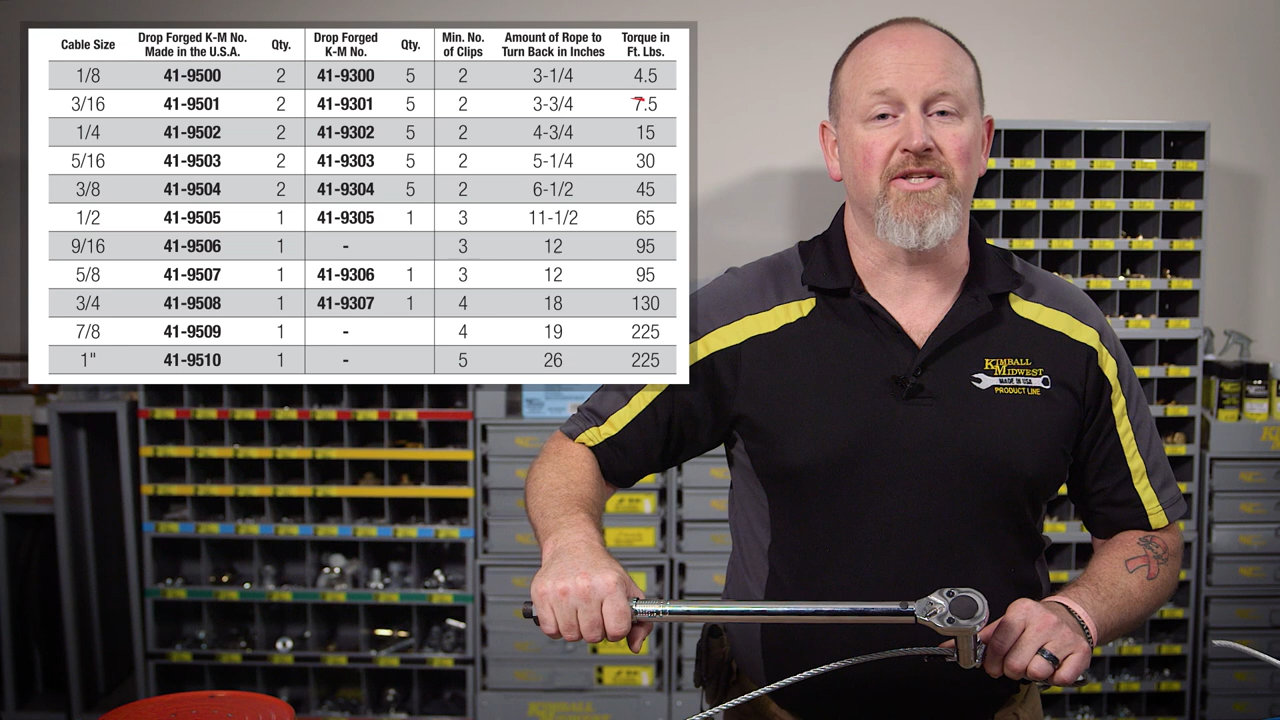 Cable Size Drop Forged K-M No. Made in the U.S.A. Qty. Drop Forged K-M No. Qty. Min. No. of Clips Amount of Rope to Turn Back in Inches Torque in Ft. Lbs.
1/8 41-9500 2 41-9300 5 2 3-1/4 4.5
3/16 41-9501 2 41-9301 5 2 3-3/4 7.5
1/4 41-9502 2 41-9302 5 2 4-3/4 15
5/16 41-9503 2 41-9303 5 2 5-1/4 30
3/8 41-9504 2 41-9304 5 2 6-1/2 45
1/2 41-9505 1 41-9305 1 3 11-1/2 65
9/16 41-9506 1 - 3 12 95
5/8 41-9507 1 41-9306 1 3 12 95
3/4 41-9508 1 41-9307 1 4 18 130
7/8 41-9509 1 - 4 19 225
1" 41-9510 1 - 5 26 225
KIMBALL
MIDWEST
MADE IN USA
PRODUCT LINE